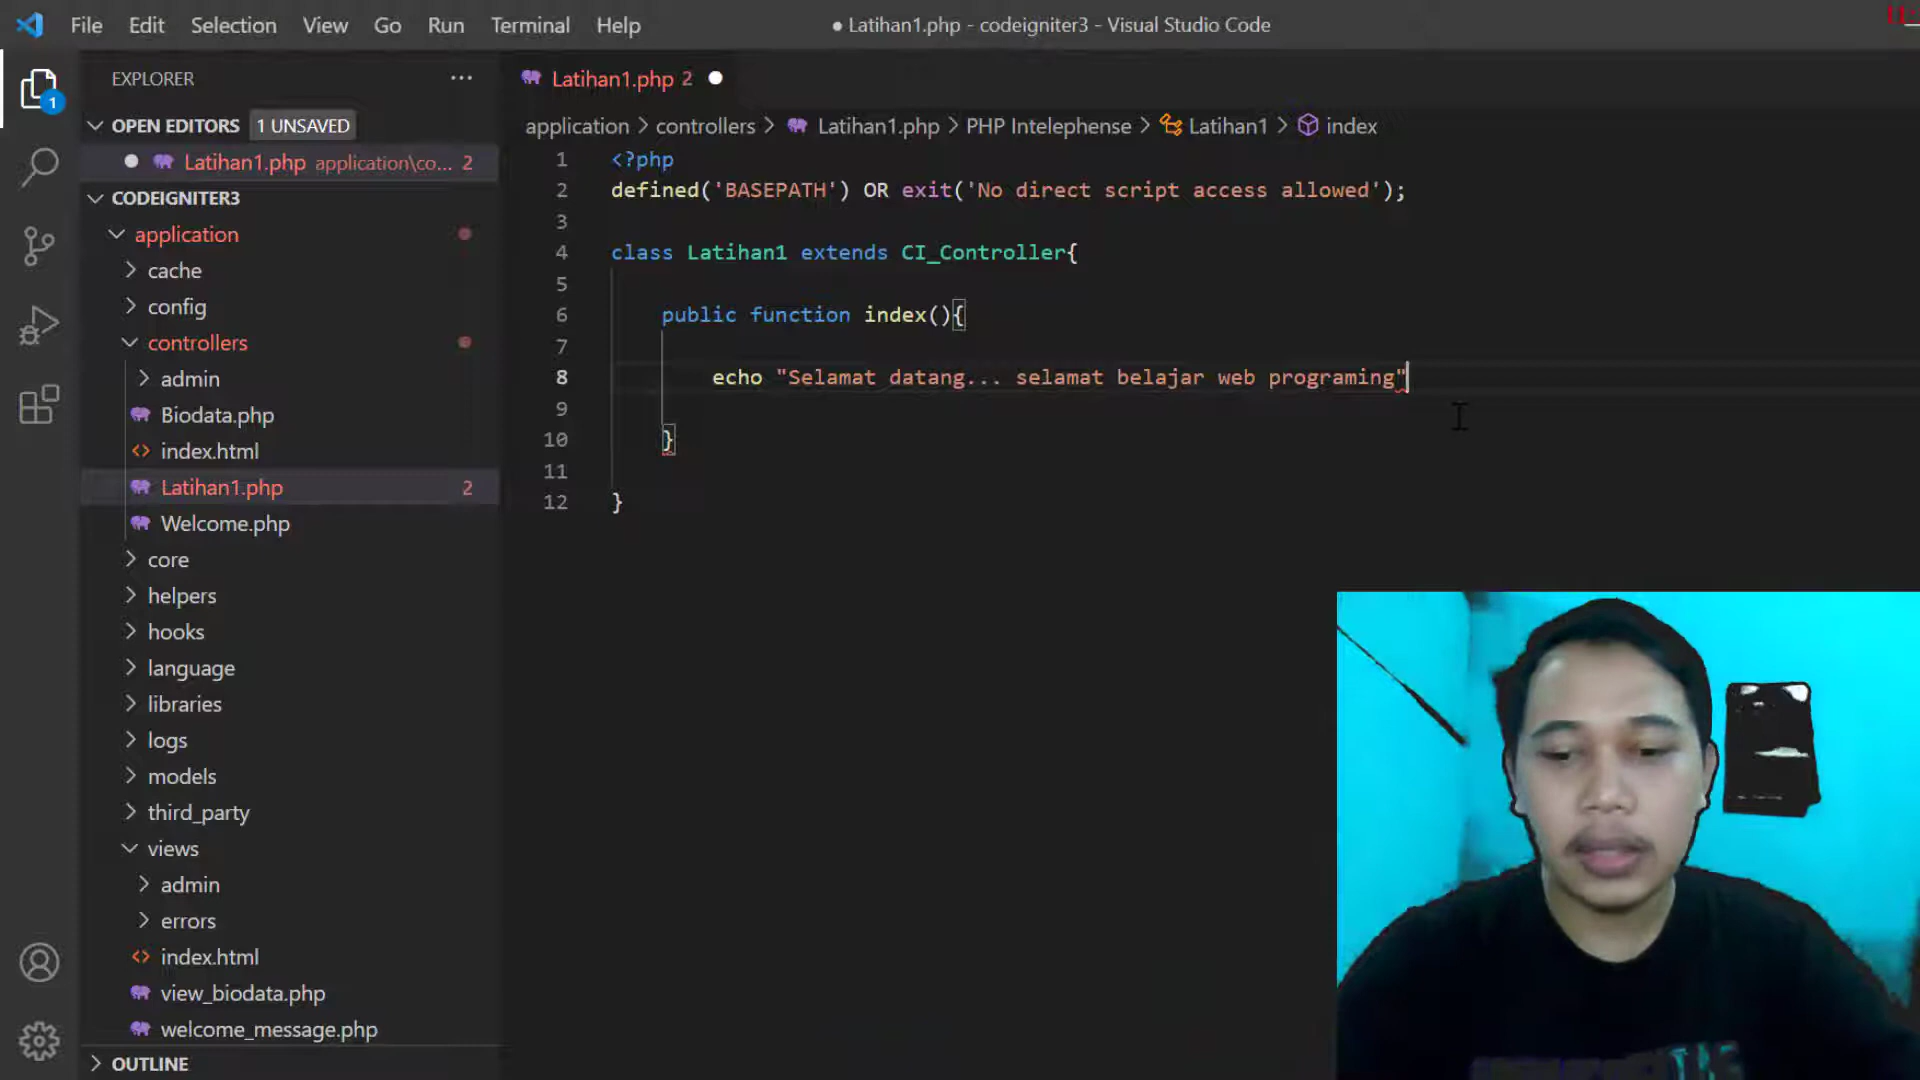 File Edit Selection View Go Run Terminal Help
● Latihan1.php - codeigniter3 - Visual Studio Code
EXPLORER ...
OPEN EDITORS 1 UNSAVED
Latihan1.php application\co... 2
CODEIGNITER3
application
cache
config
controllers
admin
Biodata.php
index.html
Latihan1.php 2
Welcome.php
core
helpers
hooks
language
libraries
logs
models
third_party
views
admin
errors
index.html
view_biodata.php
welcome_message.php
OUTLINE
1
Latihan1.php 2
application > controllers > Latihan1.php > PHP Intelephense > Latihan1 > index
1 <?php
2 defined('BASEPATH') OR exit('No direct script access allowed');
3
4 class Latihan1 extends CI_Controller{
5
6 public function index(){
7
8 echo "Selamat datang... selamat belajar web programing"
9
10 }
11
12 }